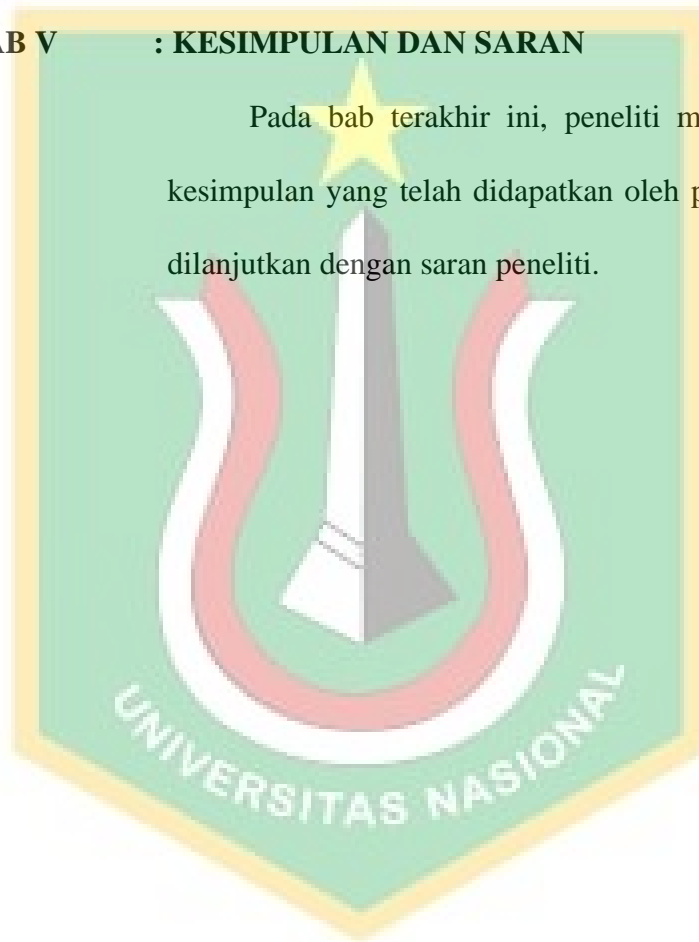 V : KESIMPULAN DAN SARAN
Pada bab terakhir ini, peneliti
kesimpulan yang telah didapatkan oleh
dilanjutkan dengan saran peneliti.
UNIVERSITAS NASIONAL